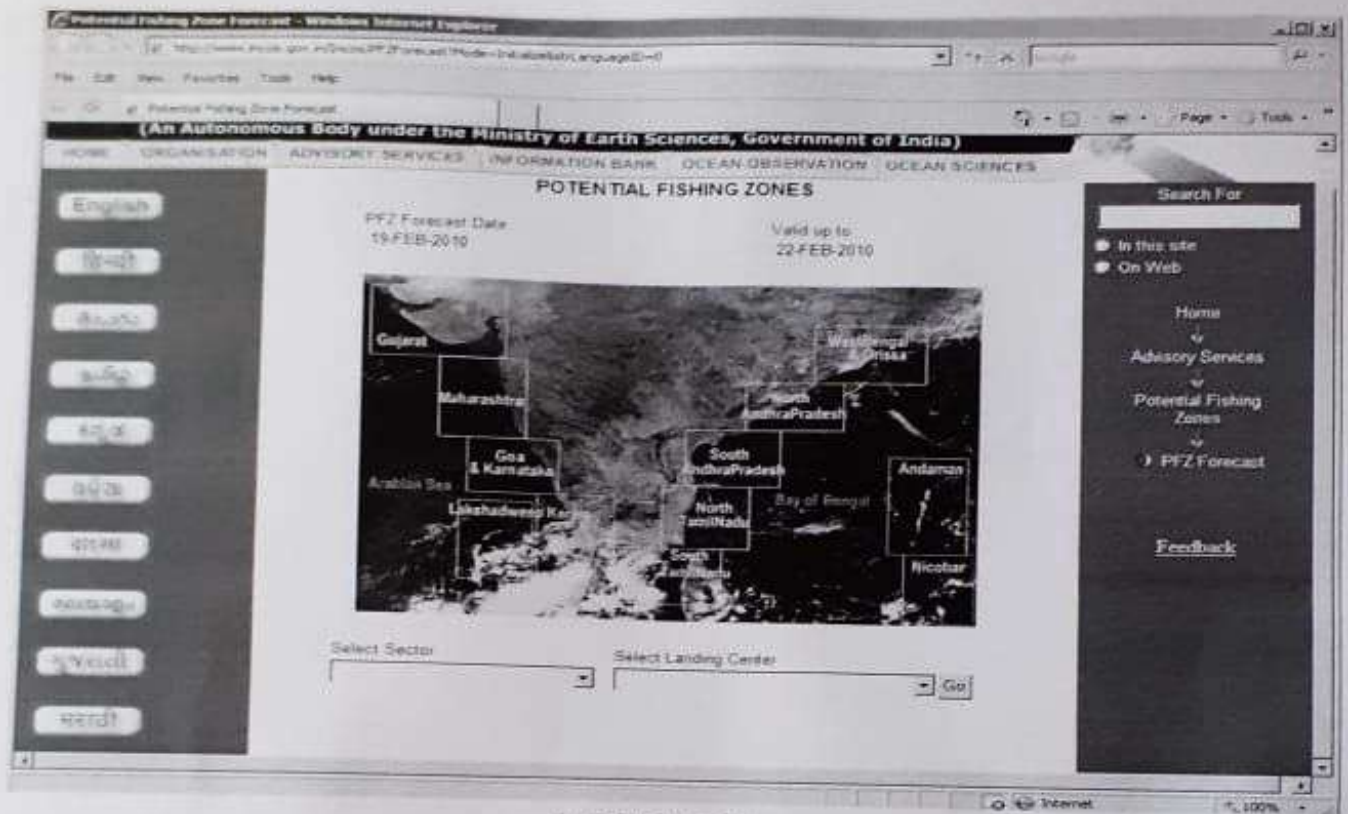 Potential Fishing Zone Forecast - Windows Internet Explorer
File Edit View Favorites Tools Help
Potential Fishing Zone Forecast
Page Tools
(An Autonomous Body under the Ministry of Earth Sciences, Government of India)
HOME ORGANISATION ADVISORY SERVICES INFORMATION BANK OCEAN OBSERVATION OCEAN SCIENCES
English
हिन्दी
தமிழ்
ગુજરાતી
मराठी
POTENTIAL FISHING ZONES
PFZ Forecast Date
19-FEB-2010
Valid up to
22-FEB-2010
Gujarat
West Bengal
& Orissa
Maharashtra
North
AndhraPradesh
Goa
& Karnataka
South
AndhraPradesh
Andaman
Arabian Sea
Bay of Bengal
Lakshadweep
North
TamilNadu
South
TamilNadu
Nicobar
Select Sector
Select Landing Center
Go
Search For
In this site
On Web
Home
Advisory Services
Potential Fishing
Zones
PFZ Forecast
Feedback
Internet
100%